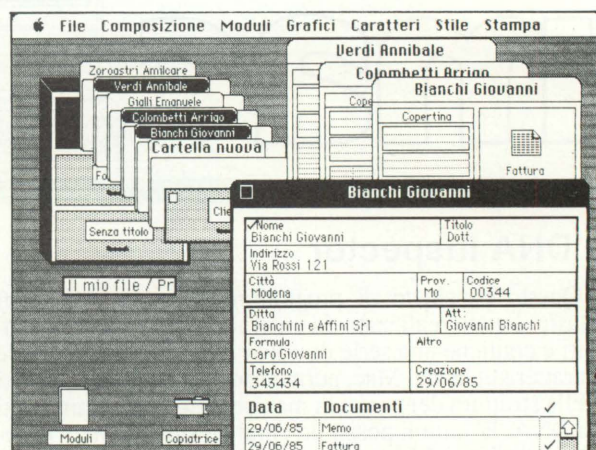 File Composizione Moduli Grafici Caratteri Stile Stampa
Zoroastri Amilcare
Verdi Annibale
Gialli Emanuele
Colombetti Arrigo
Bianchi Giovanni
Cartella nuova
Senza titolo
Il mio file / Pr
Moduli
Copiatrice
Verdi Annibale
Colombetti Arrigo
Bianchi Giovanni
Copertina
Fattura
Bianchi Giovanni
Nome Titolo
Bianchi Giovanni Dott.
Indirizzo
Via Rossi 121
Città Prov. Codice
Modena Mo 00344
Ditta Att:
Bianchini e Affini Srl Giovanni Bianchi
Formula Altro
Caro Giovanni
Telefono Creazione
343434 29/06/85
Data Documenti
29/06/85 Memo
29/06/85 Fattura